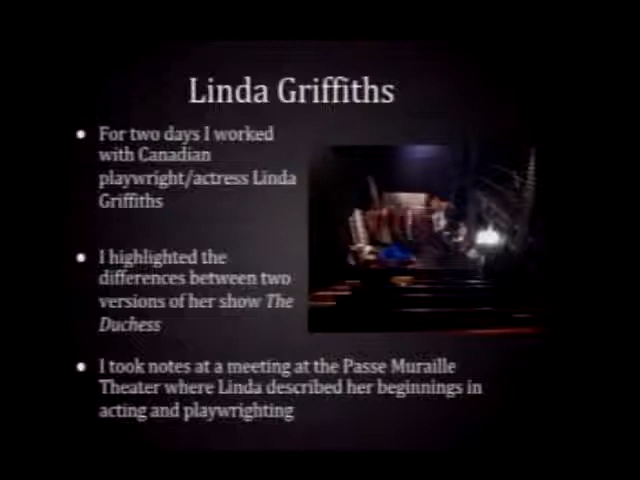 Linda Griffiths
• For two days I worked
with Canadian
playwright/actress Linda
Griffiths
• I highlighted the
differences between two
versions of her show The
Duchess
• I took notes at a meeting at the Passe Muraille
Theater where Linda described her beginnings in
acting and playwrighting